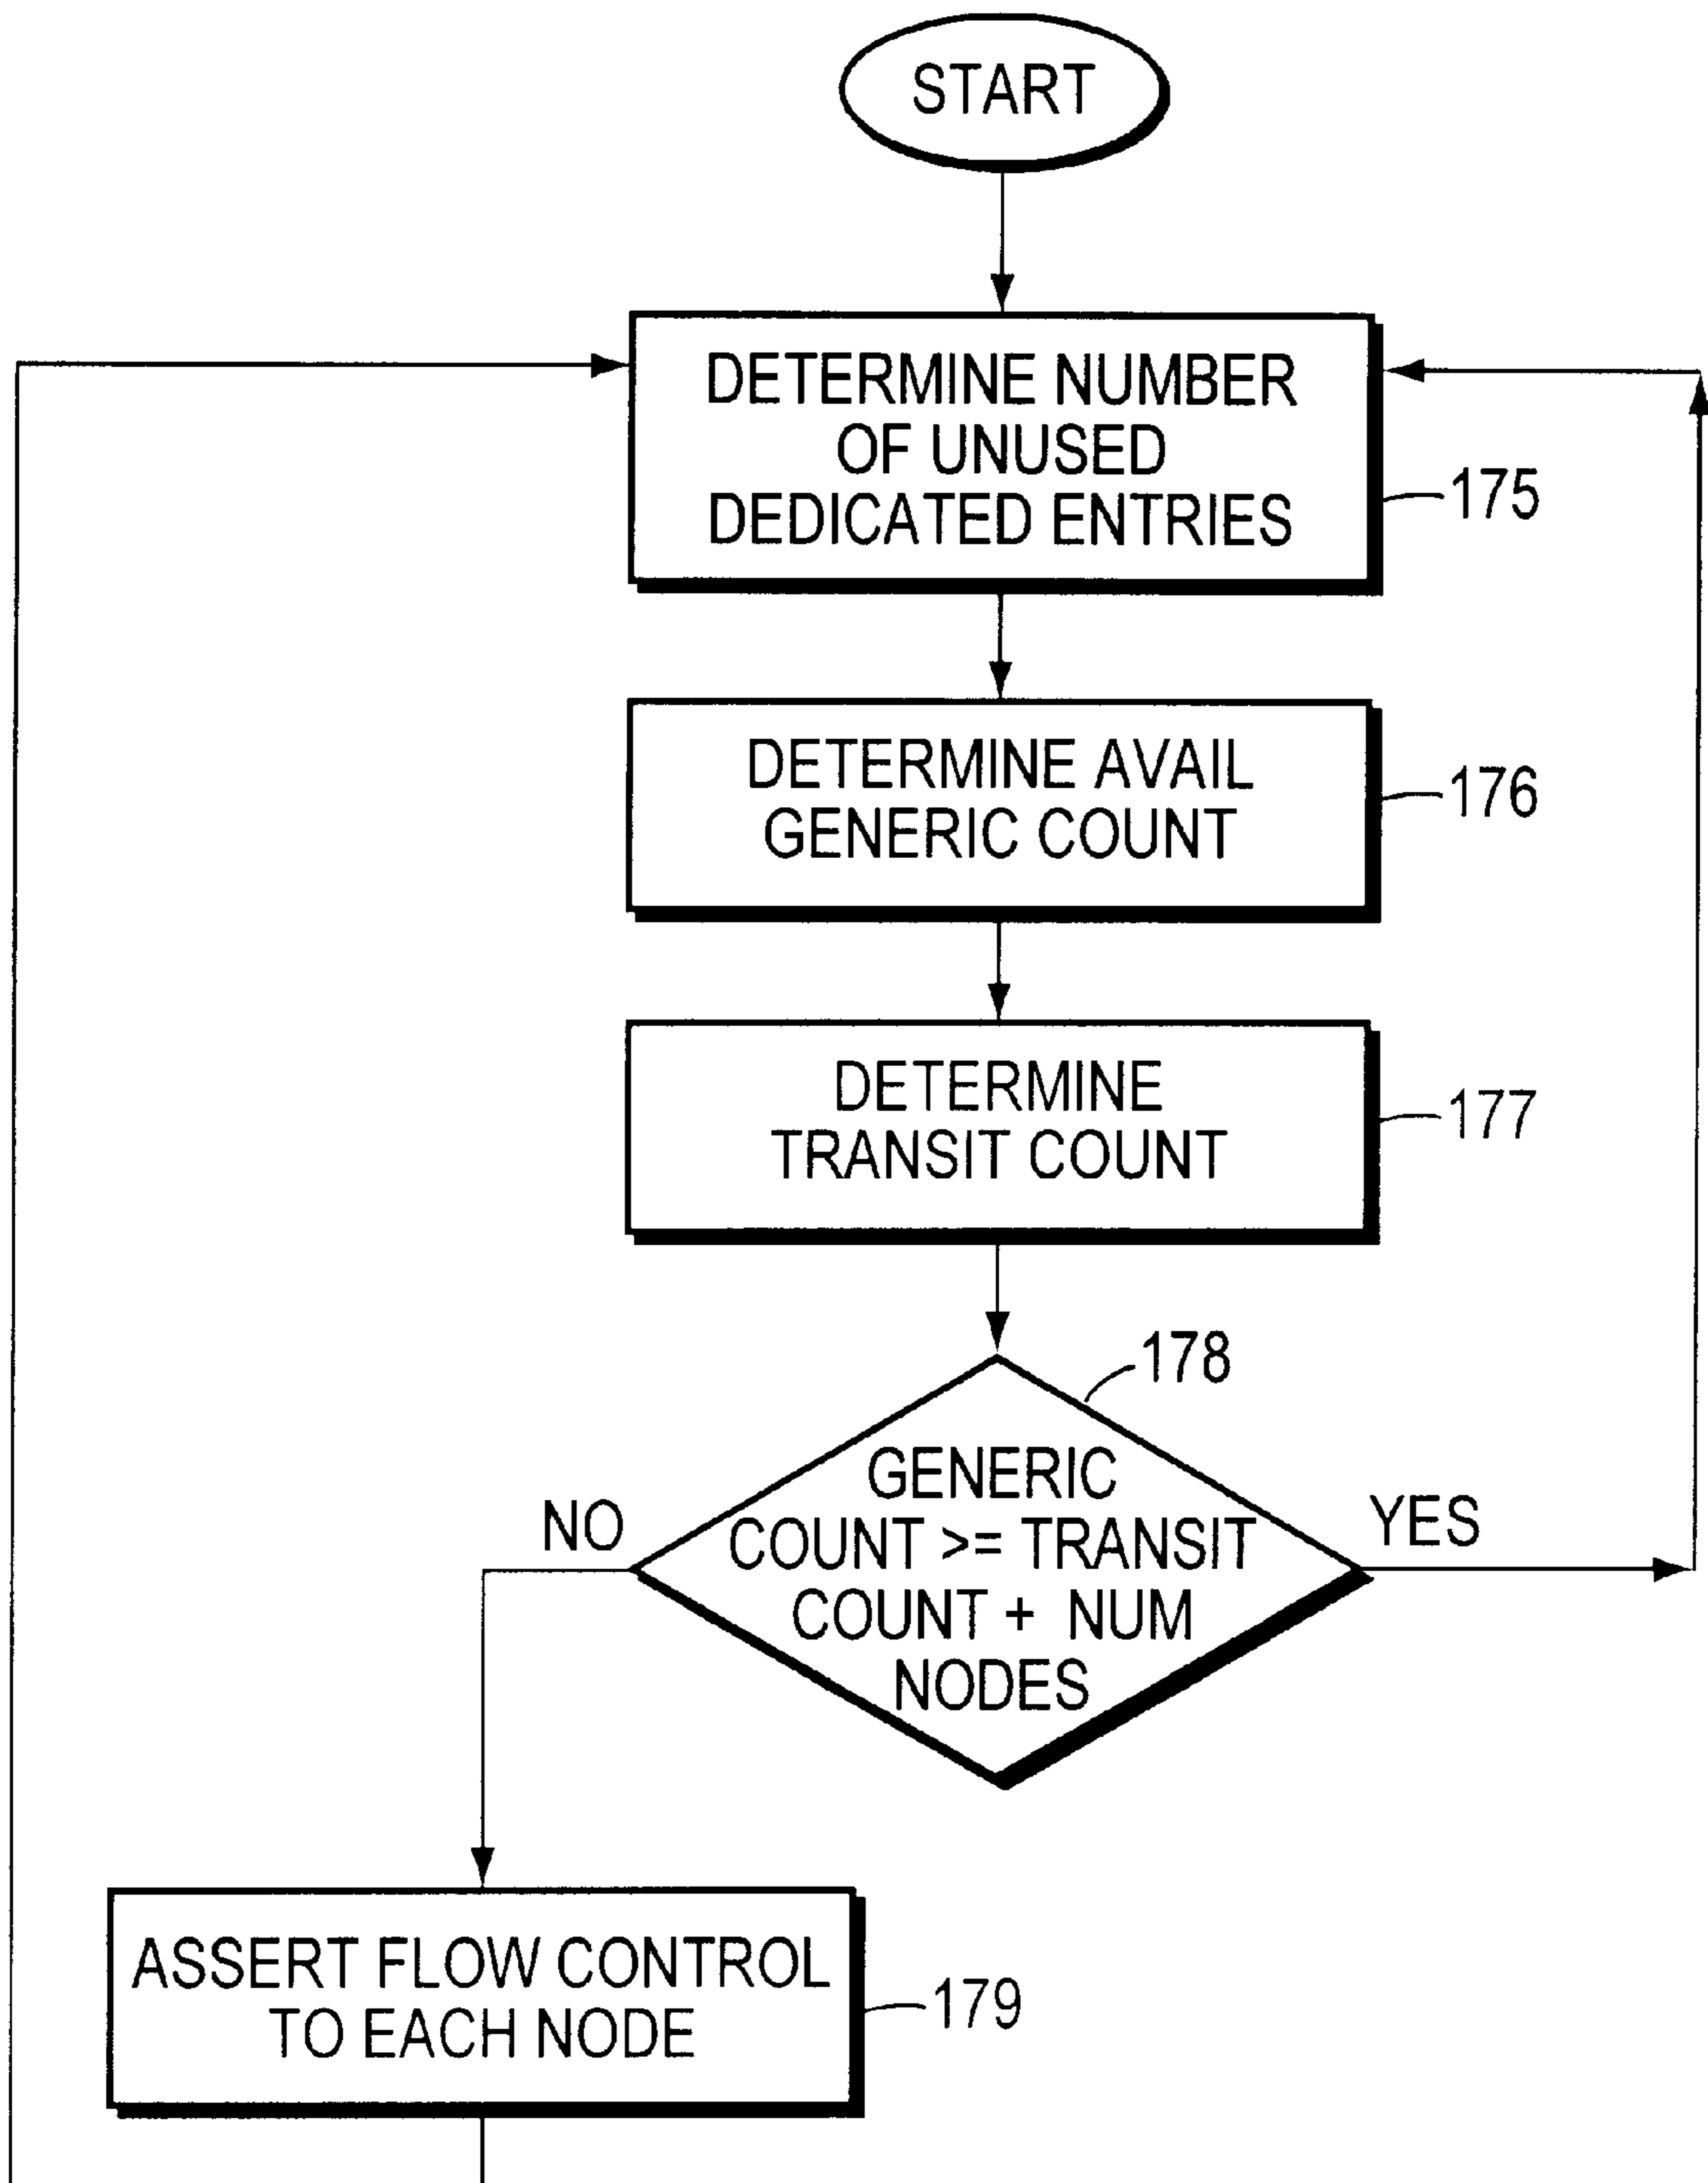 START
DETERMINE NUMBER
OF UNUSED
DEDICATED ENTRIES
175
DETERMINE AVAIL
GENERIC COUNT
176
DETERMINE
TRANSIT COUNT
177
178
GENERIC
COUNT >= TRANSIT
COUNT + NUM
NODES
NO
YES
ASSERT FLOW CONTROL
TO EACH NODE
179